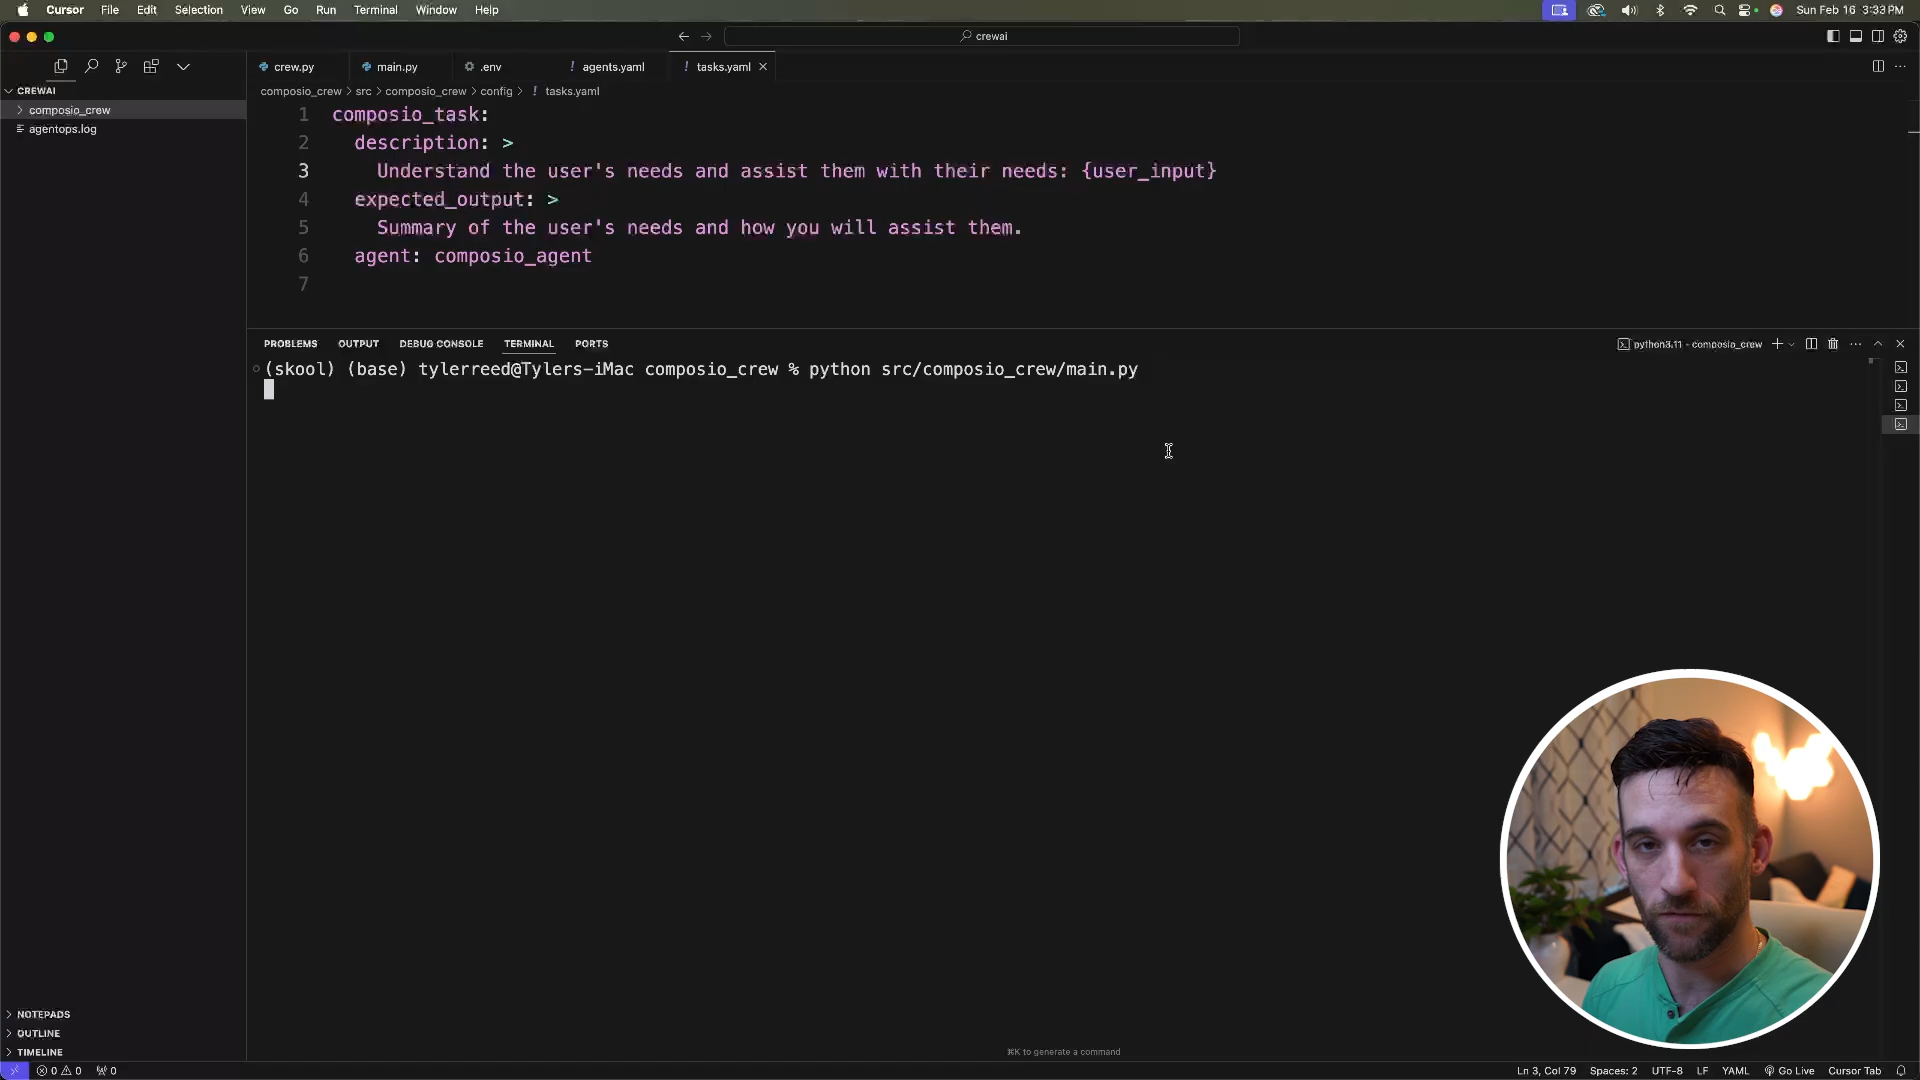 Cursor File Edit Selection View Go Run Terminal Window Help Sun Feb 16 3:33 PM
crewai
crew.py main.py .env ! agents.yaml ! tasks.yaml
CREWAI
composio_crew > src > composio_crew > config > ! tasks.yaml
composio_crew
agentops.log
1 composio_task:
2 description: >
3 Understand the user's needs and assist them with their needs: {user_input}
4 expected_output: >
5 Summary of the user's needs and how you will assist them.
6 agent: composio_agent
7
PROBLEMS OUTPUT DEBUG CONSOLE TERMINAL PORTS python3.11 - composio_crew
(skool) (base) tylerreed@Tylers-iMac composio_crew % python src/composio_crew/main.py
NOTEPADS
OUTLINE
TIMELINE
⌘K to generate a command
0 0 0 Ln 3, Col 79 Spaces: 2 UTF-8 LF YAML Go Live Cursor Tab